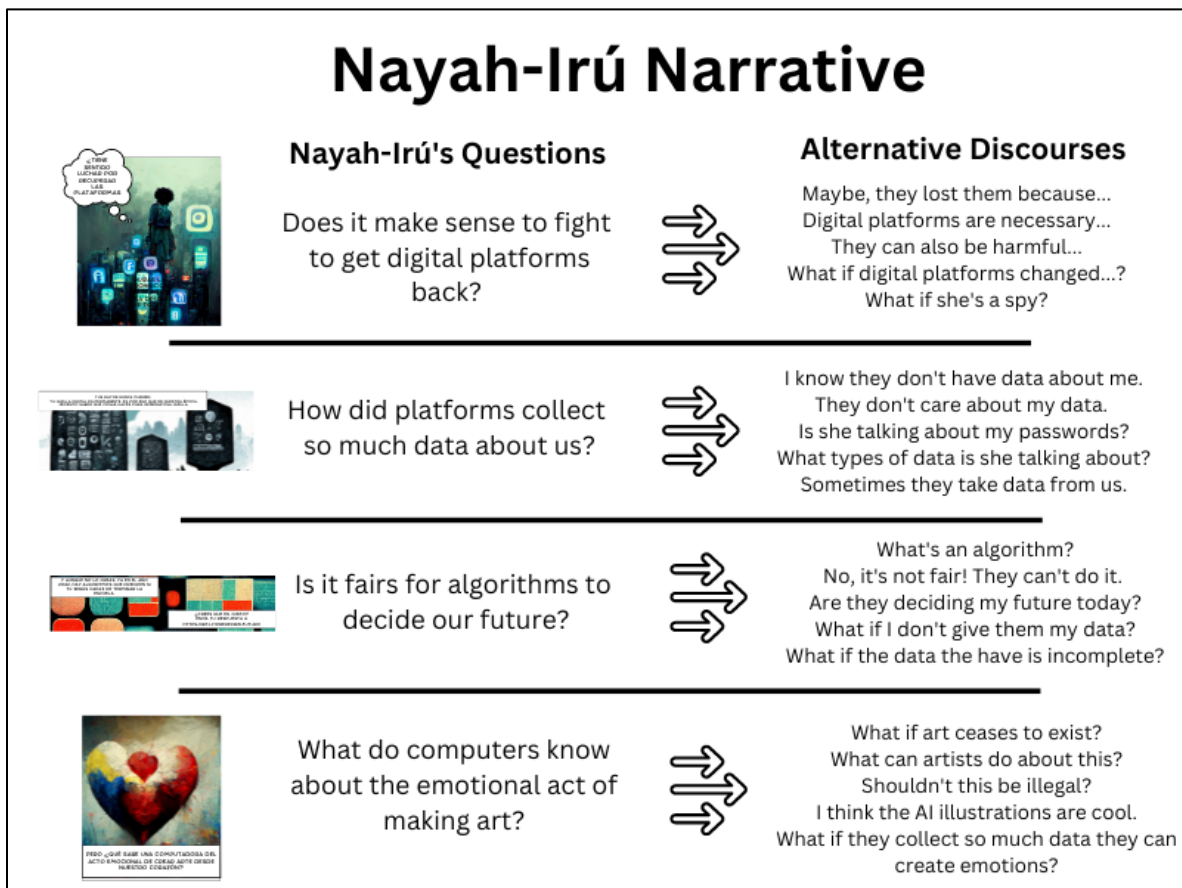 Nayah-Irú Narrative
Nayah-Irú's Questions
Alternative Discourses
¿TIENE
SENTIDO
LUCHAR POR
RECUPERAR
LAS
PLATAFORMAS
Does it make sense to fight
to get digital platforms
back?
Maybe, they lost them because...
Digital platforms are necessary...
They can also be harmful...
What if digital platforms changed...?
What if she's a spy?
How did platforms collect
so much data about us?
I know they don't have data about me.
They don't care about my data.
Is she talking about my passwords?
What types of data is she talking about?
Sometimes they take data from us.
Is it fairs for algorithms to
decide our future?
What's an algorithm?
No, it's not fair! They can't do it.
Are they deciding my future today?
What if I don't give them my data?
What if the data the have is incomplete?
What do computers know
about the emotional act of
making art?
What if art ceases to exist?
What can artists do about this?
Shouldn't this be illegal?
I think the AI illustrations are cool.
What if they collect so much data they can
create emotions?
PERO ¿QUÉ SABE UNA COMPUTADORA DEL
ACTO EMOCIONAL DE CREAR ARTE DESDE
NUESTRO CORAZÓN?